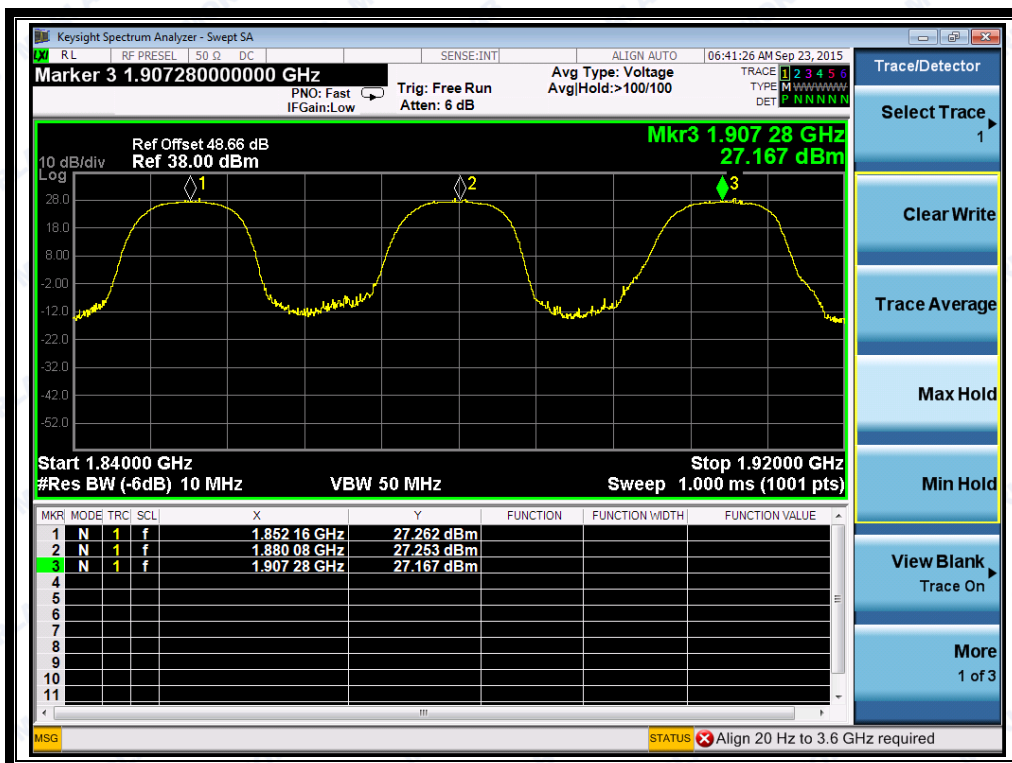 Keysight Spectrum Analyzer - Swept SA
LXI RL RF PRESEL 50 Ω DC SENSE:INT ALIGN AUTO 06:41:26 AM Sep 23, 2015
Marker 3 1.907280000000 GHz
PNO: Fast
IFGain:Low
Trig: Free Run
Atten: 6 dB
Avg Type: Voltage
Avg|Hold:>100/100
TRACE 1 2 3 4 5 6
TYPE M WWWWW
DET P N N N N N
Ref Offset 48.66 dB
10 dB/div Ref 38.00 dBm
Log
Mkr3 1.907 28 GHz
27.167 dBm
1 2 3
28.0
18.0
8.00
-2.00
-12.0
-22.0
-32.0
-42.0
-52.0
Start 1.84000 GHz Stop 1.92000 GHz
#Res BW (-6dB) 10 MHz VBW 50 MHz Sweep 1.000 ms (1001 pts)
MKR MODE TRC SCL X Y FUNCTION FUNCTION WIDTH FUNCTION VALUE
1 N 1 f 1.852 16 GHz 27.262 dBm
2 N 1 f 1.880 08 GHz 27.253 dBm
3 N 1 f 1.907 28 GHz 27.167 dBm
4
5
6
7
8
9
10
11
MSG STATUS Align 20 Hz to 3.6 GHz required
Trace/Detector
Select Trace
1
Clear Write
Trace Average
Max Hold
Min Hold
View Blank
Trace On
More
1 of 3